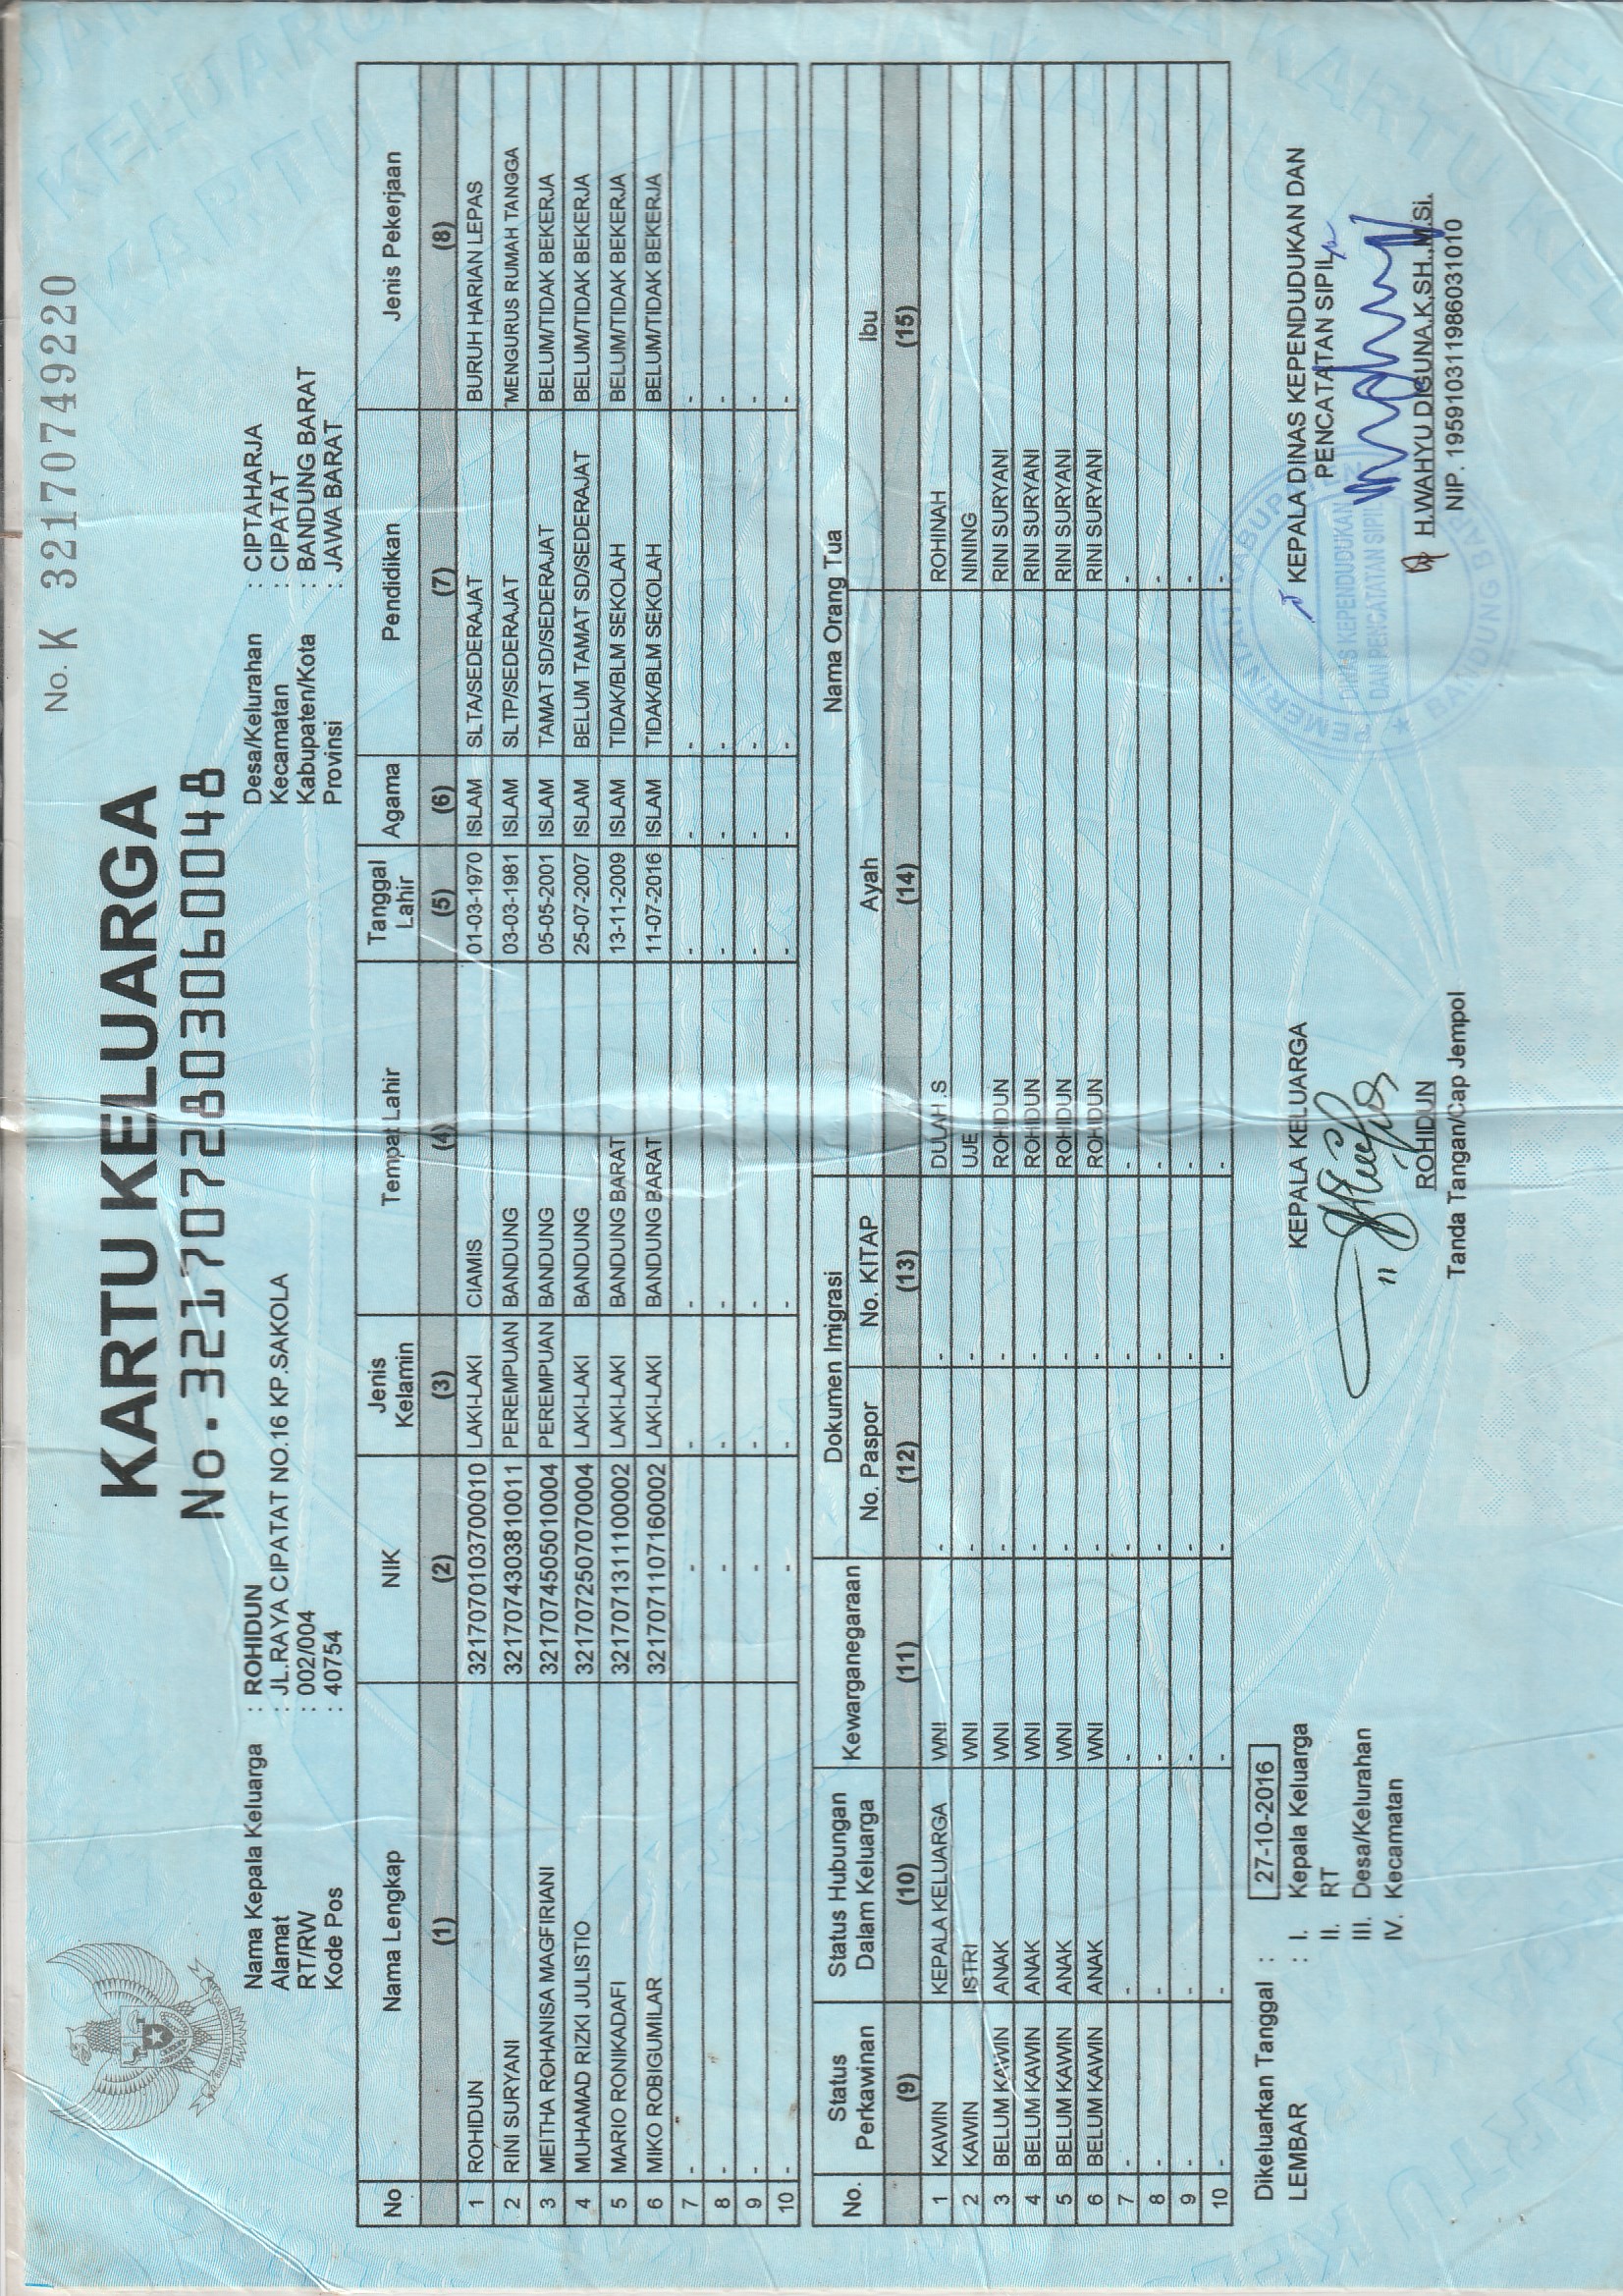 No. K 3217074 9220
KARTU KELUARGA
No. 3217072803060048
Nama Kepala Keluarga : ROHIDUN
Alamat : JL.RAYA CIPATAT NO.16 KP.SAKOLA
RT/RW : 002/004
Kode Pos : 40754
Desa/Kelurahan : CIPTAHARJA
Kecamatan : CIPATAT
Kabupaten/Kota : BANDUNG BARAT
Provinsi : JAWA BARAT
No Nama Lengkap NIK Jenis Kelamin Tempat Lahir Tanggal Lahir Agama Pendidikan Jenis Pekerjaan
(1) (2) (3) (4) (5) (6) (7) (8)
1 ROHIDUN 3217070103700010 LAKI-LAKI CIAMIS 01-03-1970 ISLAM SLTA/SEDERAJAT BURUH HARIAN LEPAS
2 RINI SURYANI 3217074303810011 PEREMPUAN BANDUNG 03-03-1981 ISLAM SLTP/SEDERAJAT MENGURUS RUMAH TANGGA
3 MEITHA ROHANISA MAGFIRIANI 3217074505010004 PEREMPUAN BANDUNG 05-05-2001 ISLAM TAMAT SD/SEDERAJAT BELUM/TIDAK BEKERJA
4 MUHAMAD RIZKI JULISTIO 3217072507070004 LAKI-LAKI BANDUNG 25-07-2007 ISLAM BELUM TAMAT SD/SEDERAJAT BELUM/TIDAK BEKERJA
5 MARIO RONIKADAFI 3217071311100002 LAKI-LAKI BANDUNG BARAT 13-11-2009 ISLAM TIDAK/BLM SEKOLAH BELUM/TIDAK BEKERJA
6 MIKO ROBIGUMILAR 3217071107160002 LAKI-LAKI BANDUNG BARAT 11-07-2016 ISLAM TIDAK/BLM SEKOLAH BELUM/TIDAK BEKERJA
7 - - - - - - - -
8 - - - - - - - -
9 - - - - - - - -
10 - - - - - - - -
No. Status Perkawinan Status Hubungan Dalam Keluarga Kewarganegaraan Dokumen Imigrasi Nama Orang Tua
No. Paspor No. KITAP Ayah Ibu
(9) (10) (11) (12) (13) (14) (15)
1 KAWIN KEPALA KELUARGA WNI - - DULAH .S ROHINAH
2 KAWIN ISTRI WNI - - UJE NINING
3 BELUM KAWIN ANAK WNI - - ROHIDUN RINI SURYANI
4 BELUM KAWIN ANAK WNI - - ROHIDUN RINI SURYANI
5 BELUM KAWIN ANAK WNI - - ROHIDUN RINI SURYANI
6 BELUM KAWIN ANAK WNI - - ROHIDUN RINI SURYANI
7 - - - - - - -
8 - - - - - - -
9 - - - - - - -
10 - - - - - - -
Dikeluarkan Tanggal : 27-10-2016
LEMBAR : I. Kepala Keluarga
II. RT
III. Desa/Kelurahan
IV. Kecamatan
KEPALA KELUARGA
ROHIDUN
Tanda Tangan/Cap Jempol
KEPALA DINAS KEPENDUDUKAN DAN
PENCATATAN SIPIL
H.WAHYU DIGUNA.K,SH.,M.Si.
NIP. 195910311986031010
PEMERINTAH KABUPATEN
DINAS KEPENDUDUKAN
DAN PENCATATAN SIPIL
BANDUNG BARAT